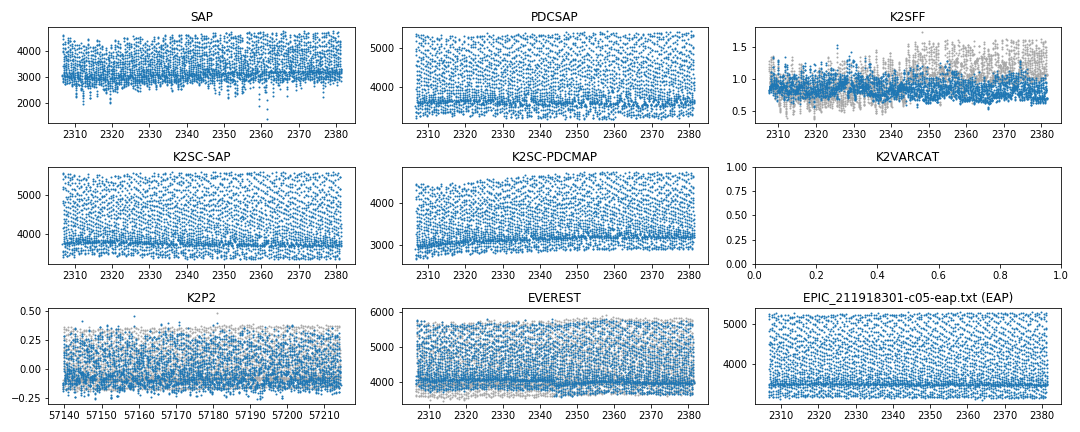 SAP
4000
3000
2000
2310 2320 2330 2340 2350 2360 2370 2380
PDCSAP
5000
4000
2310 2320 2330 2340 2350 2360 2370 2380
K2SFF
1.5
1.0
0.5
2310 2320 2330 2340 2350 2360 2370 2380
K2SC-SAP
5000
4000
2310 2320 2330 2340 2350 2360 2370 2380
K2SC-PDCMAP
4000
3000
2310 2320 2330 2340 2350 2360 2370 2380
K2VARCAT
1.00
0.75
0.50
0.25
0.00
0.0 0.2 0.4 0.6 0.8 1.0
K2P2
0.50
0.25
0.00
−0.25
57140 57150 57160 57170 57180 57190 57200 57210
EVEREST
6000
5000
4000
2310 2320 2330 2340 2350 2360 2370 2380
EPIC_211918301-c05-eap.txt (EAP)
5000
4000
2310 2320 2330 2340 2350 2360 2370 2380